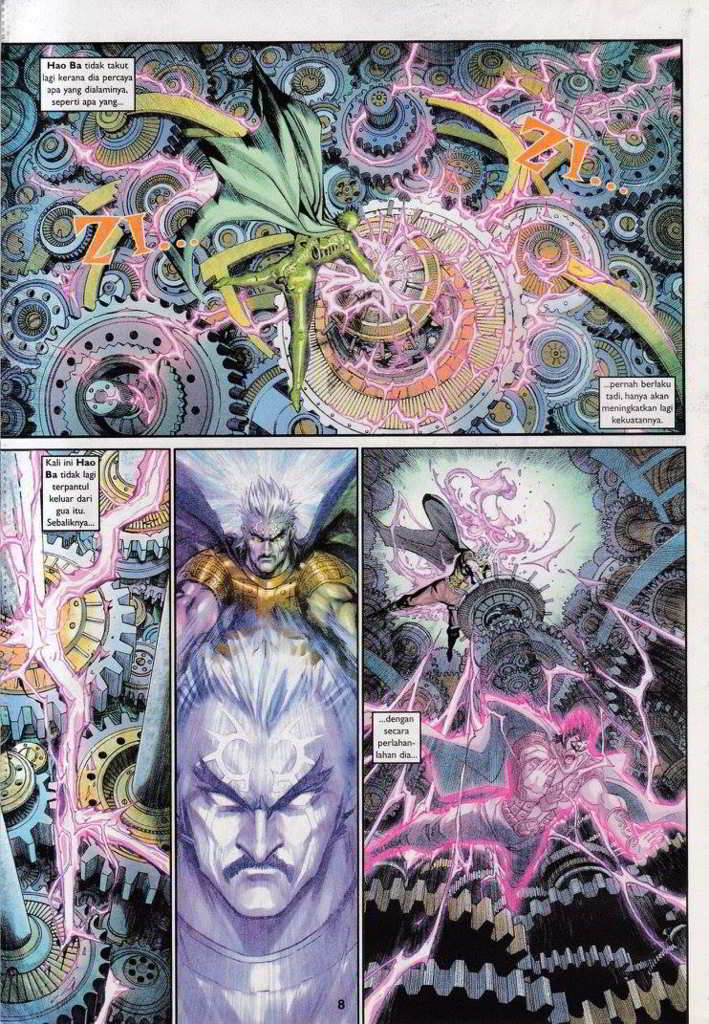 Hao Ba tidak takut
lagi kerana dia percaya
apa yang dialaminya,
seperti apa yang...
ZI...
ZI...
...pernah berlaku
tadi, hanya akan
meningkatkan lagi
kekuatannya.
Kali ini Hao
Ba tidak lagi
terpantul
keluar dari
gua itu.
Sebaliknya...
...dengan
secara
perlahan-
lahan dia...
8